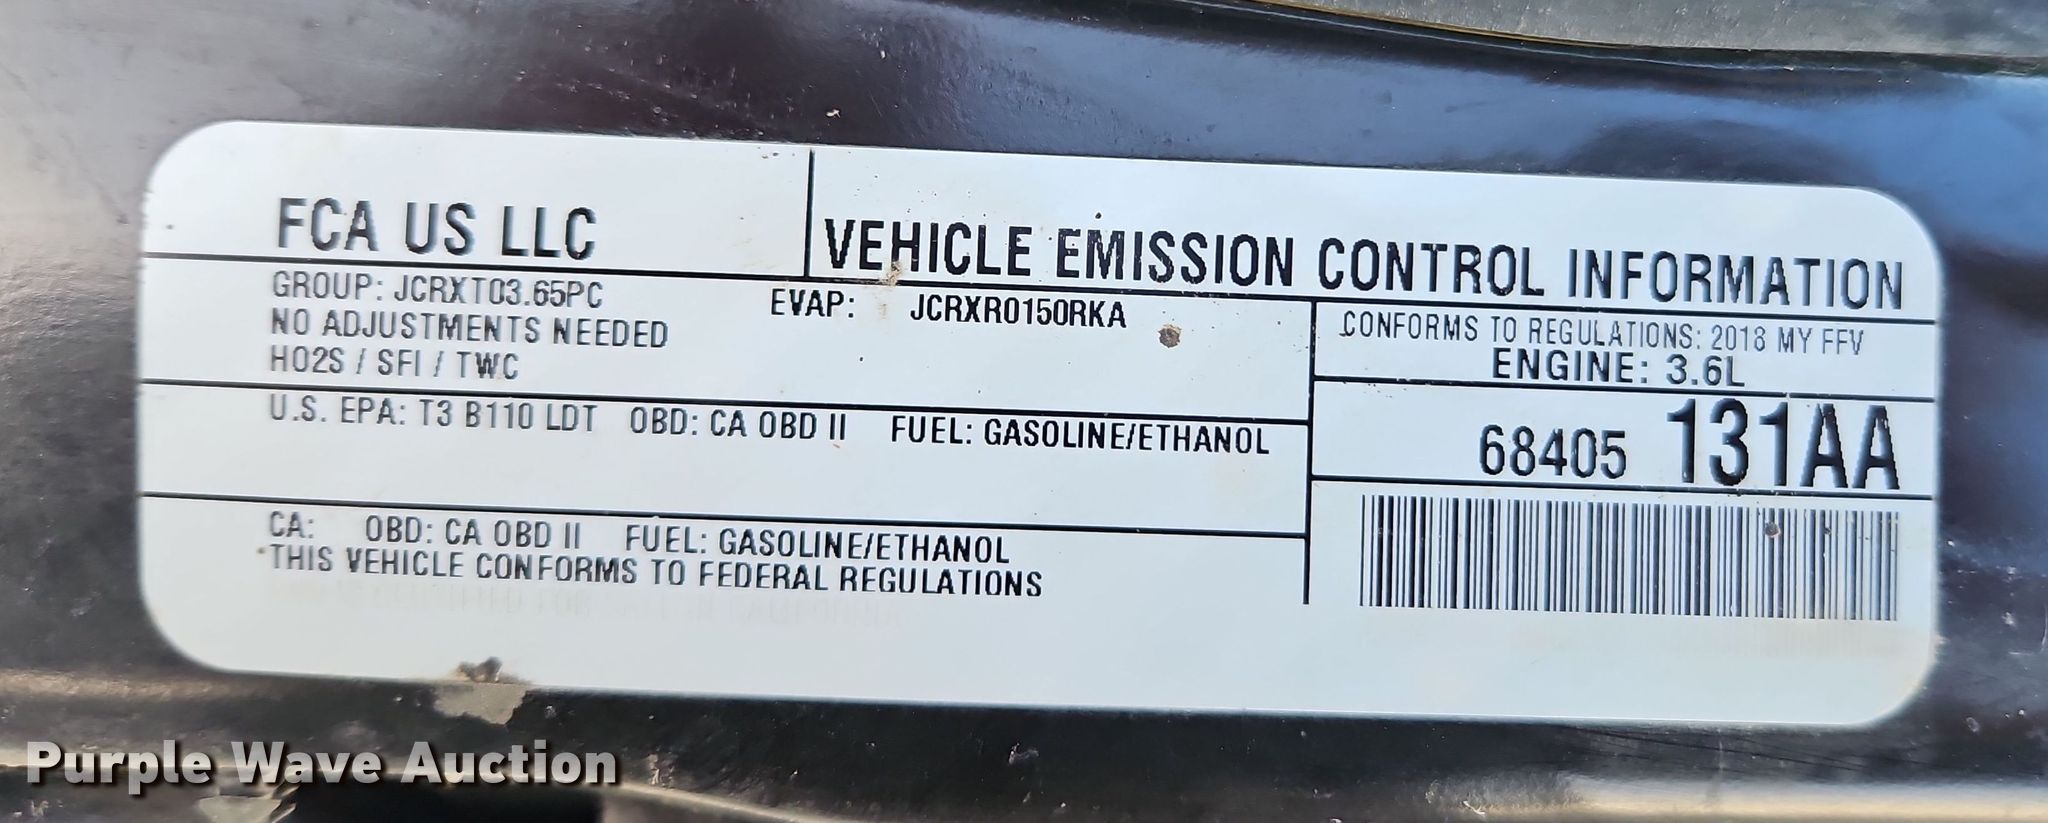 FCA US LLC
VEHICLE EMISSION CONTROL INFORMATION
GROUP: JCRXT03.65PC EVAP: JCRXR0150RKA
NO ADJUSTMENTS NEEDED
HO2S / SFI / TWC
CONFORMS TO REGULATIONS: 2018 MY FFV
ENGINE: 3.6L
U.S. EPA: T3 B110 LDT OBD: CA OBD II FUEL: GASOLINE/ETHANOL
68405 131AA
CA: OBD: CA OBD II FUEL: GASOLINE/ETHANOL
THIS VEHICLE CONFORMS TO FEDERAL REGULATIONS
Purple Wave Auction